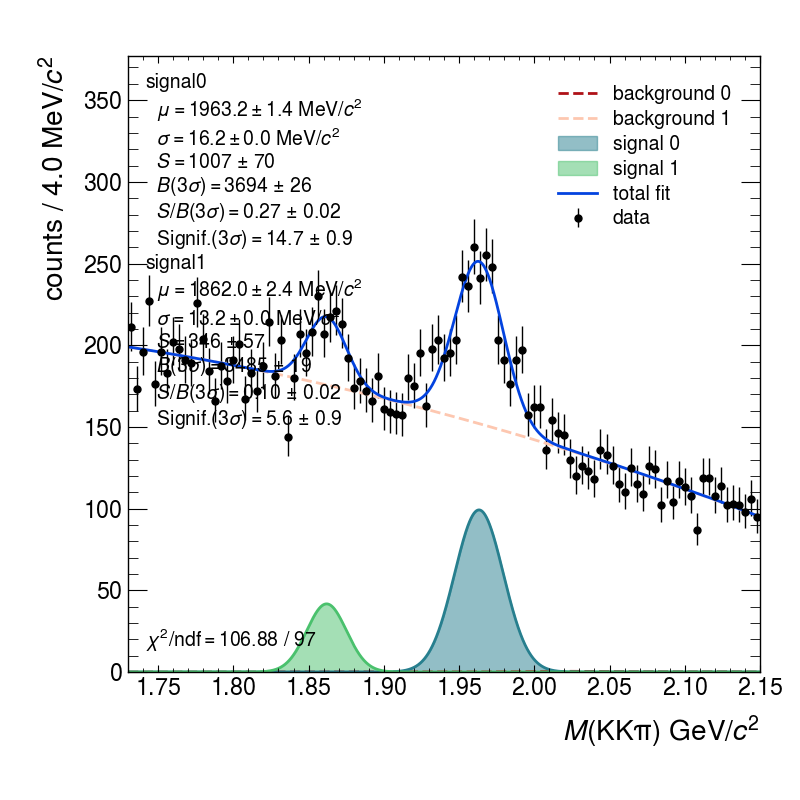 counts / 4.0 MeV/c²
350
300
250
200
150
100
50
0
signal0
μ = 1963.2 ± 1.4 MeV/c²
σ = 16.2 ± 0.0 MeV/c²
S = 1007 ± 70
B(3σ) = 3694 ± 26
S/B(3σ) = 0.27 ± 0.02
Signif.(3σ) = 14.7 ± 0.9
signal1
μ = 1862.0 ± 2.4 MeV/c²
σ = 13.2 ± 0.0 MeV/c²
S = 346 ± 57
B(3σ) = 3485 ± 9
S/B(3σ) = 0.10 ± 0.02
Signif.(3σ) = 5.6 ± 0.9
background 0
background 1
signal 0
signal 1
total fit
data
χ²/ndf = 106.88 / 97
1.75 1.80 1.85 1.90 1.95 2.00 2.05 2.10 2.15
M(KKπ) GeV/c²